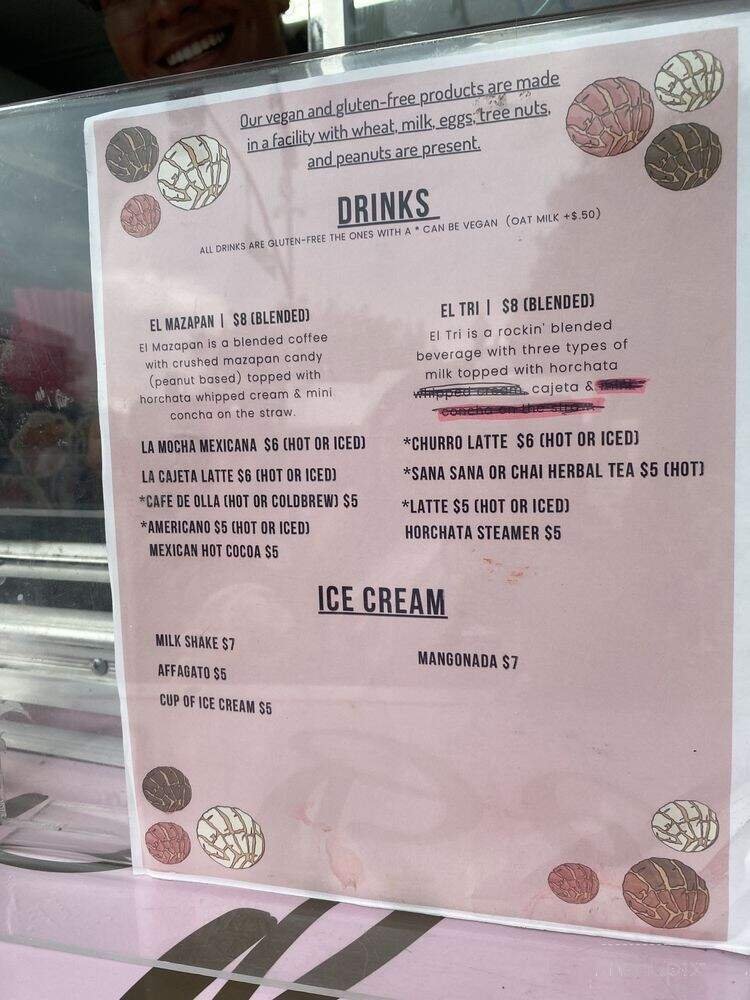 Our vegan and gluten-free products are made
in a facility with wheat, milk, eggs, tree nuts,
and peanuts are present.
DRINKS
ALL DRINKS ARE GLUTEN-FREE THE ONES WITH A * CAN BE VEGAN (OAT MILK +$.50)
EL MAZAPAN | $8 (BLENDED)
El Mazapan is a blended coffee
with crushed mazapan candy
(peanut based) topped with
horchata whipped cream & mini
concha on the straw.
LA MOCHA MEXICANA $6 (HOT OR ICED)
LA CAJETA LATTE $6 (HOT OR ICED)
*CAFE DE OLLA (HOT OR COLDBREW) $5
*AMERICANO $5 (HOT OR ICED)
MEXICAN HOT COCOA $5
EL TRI | $8 (BLENDED)
El Tri is a rockin' blended
beverage with three types of
milk topped with horchata
whipped cream, cajeta & mini
concha on the straw.
*CHURRO LATTE $6 (HOT OR ICED)
*SANA SANA OR CHAI HERBAL TEA $5 (HOT)
*LATTE $5 (HOT OR ICED)
HORCHATA STEAMER $5
ICE CREAM
MILK SHAKE $7
AFFAGATO $5
CUP OF ICE CREAM $5
MANGONADA $7